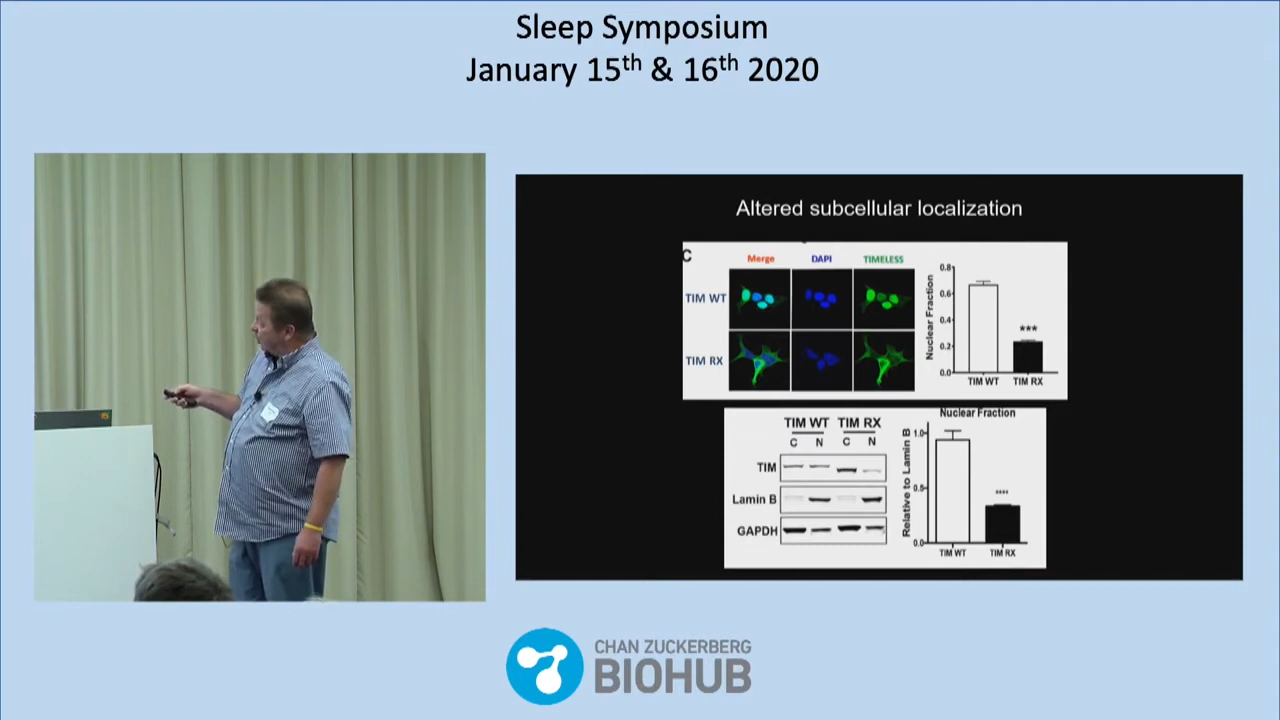 Sleep Symposium
January 15th & 16th 2020
Altered subcellular localization
C
Merge DAPI TIMELESS
TIM WT
TIM RX
Nuclear Fraction
0.8
0.6
0.4
0.2
0.0
***
TIM WT TIM RX
TIM WT TIM RX
C N C N
TIM
Lamin B
GAPDH
Nuclear Fraction
Relative to Lamin B
1.0
0.5
0.0
****
TIM WT TIM RX
CHAN ZUCKERBERG
BIOHUB